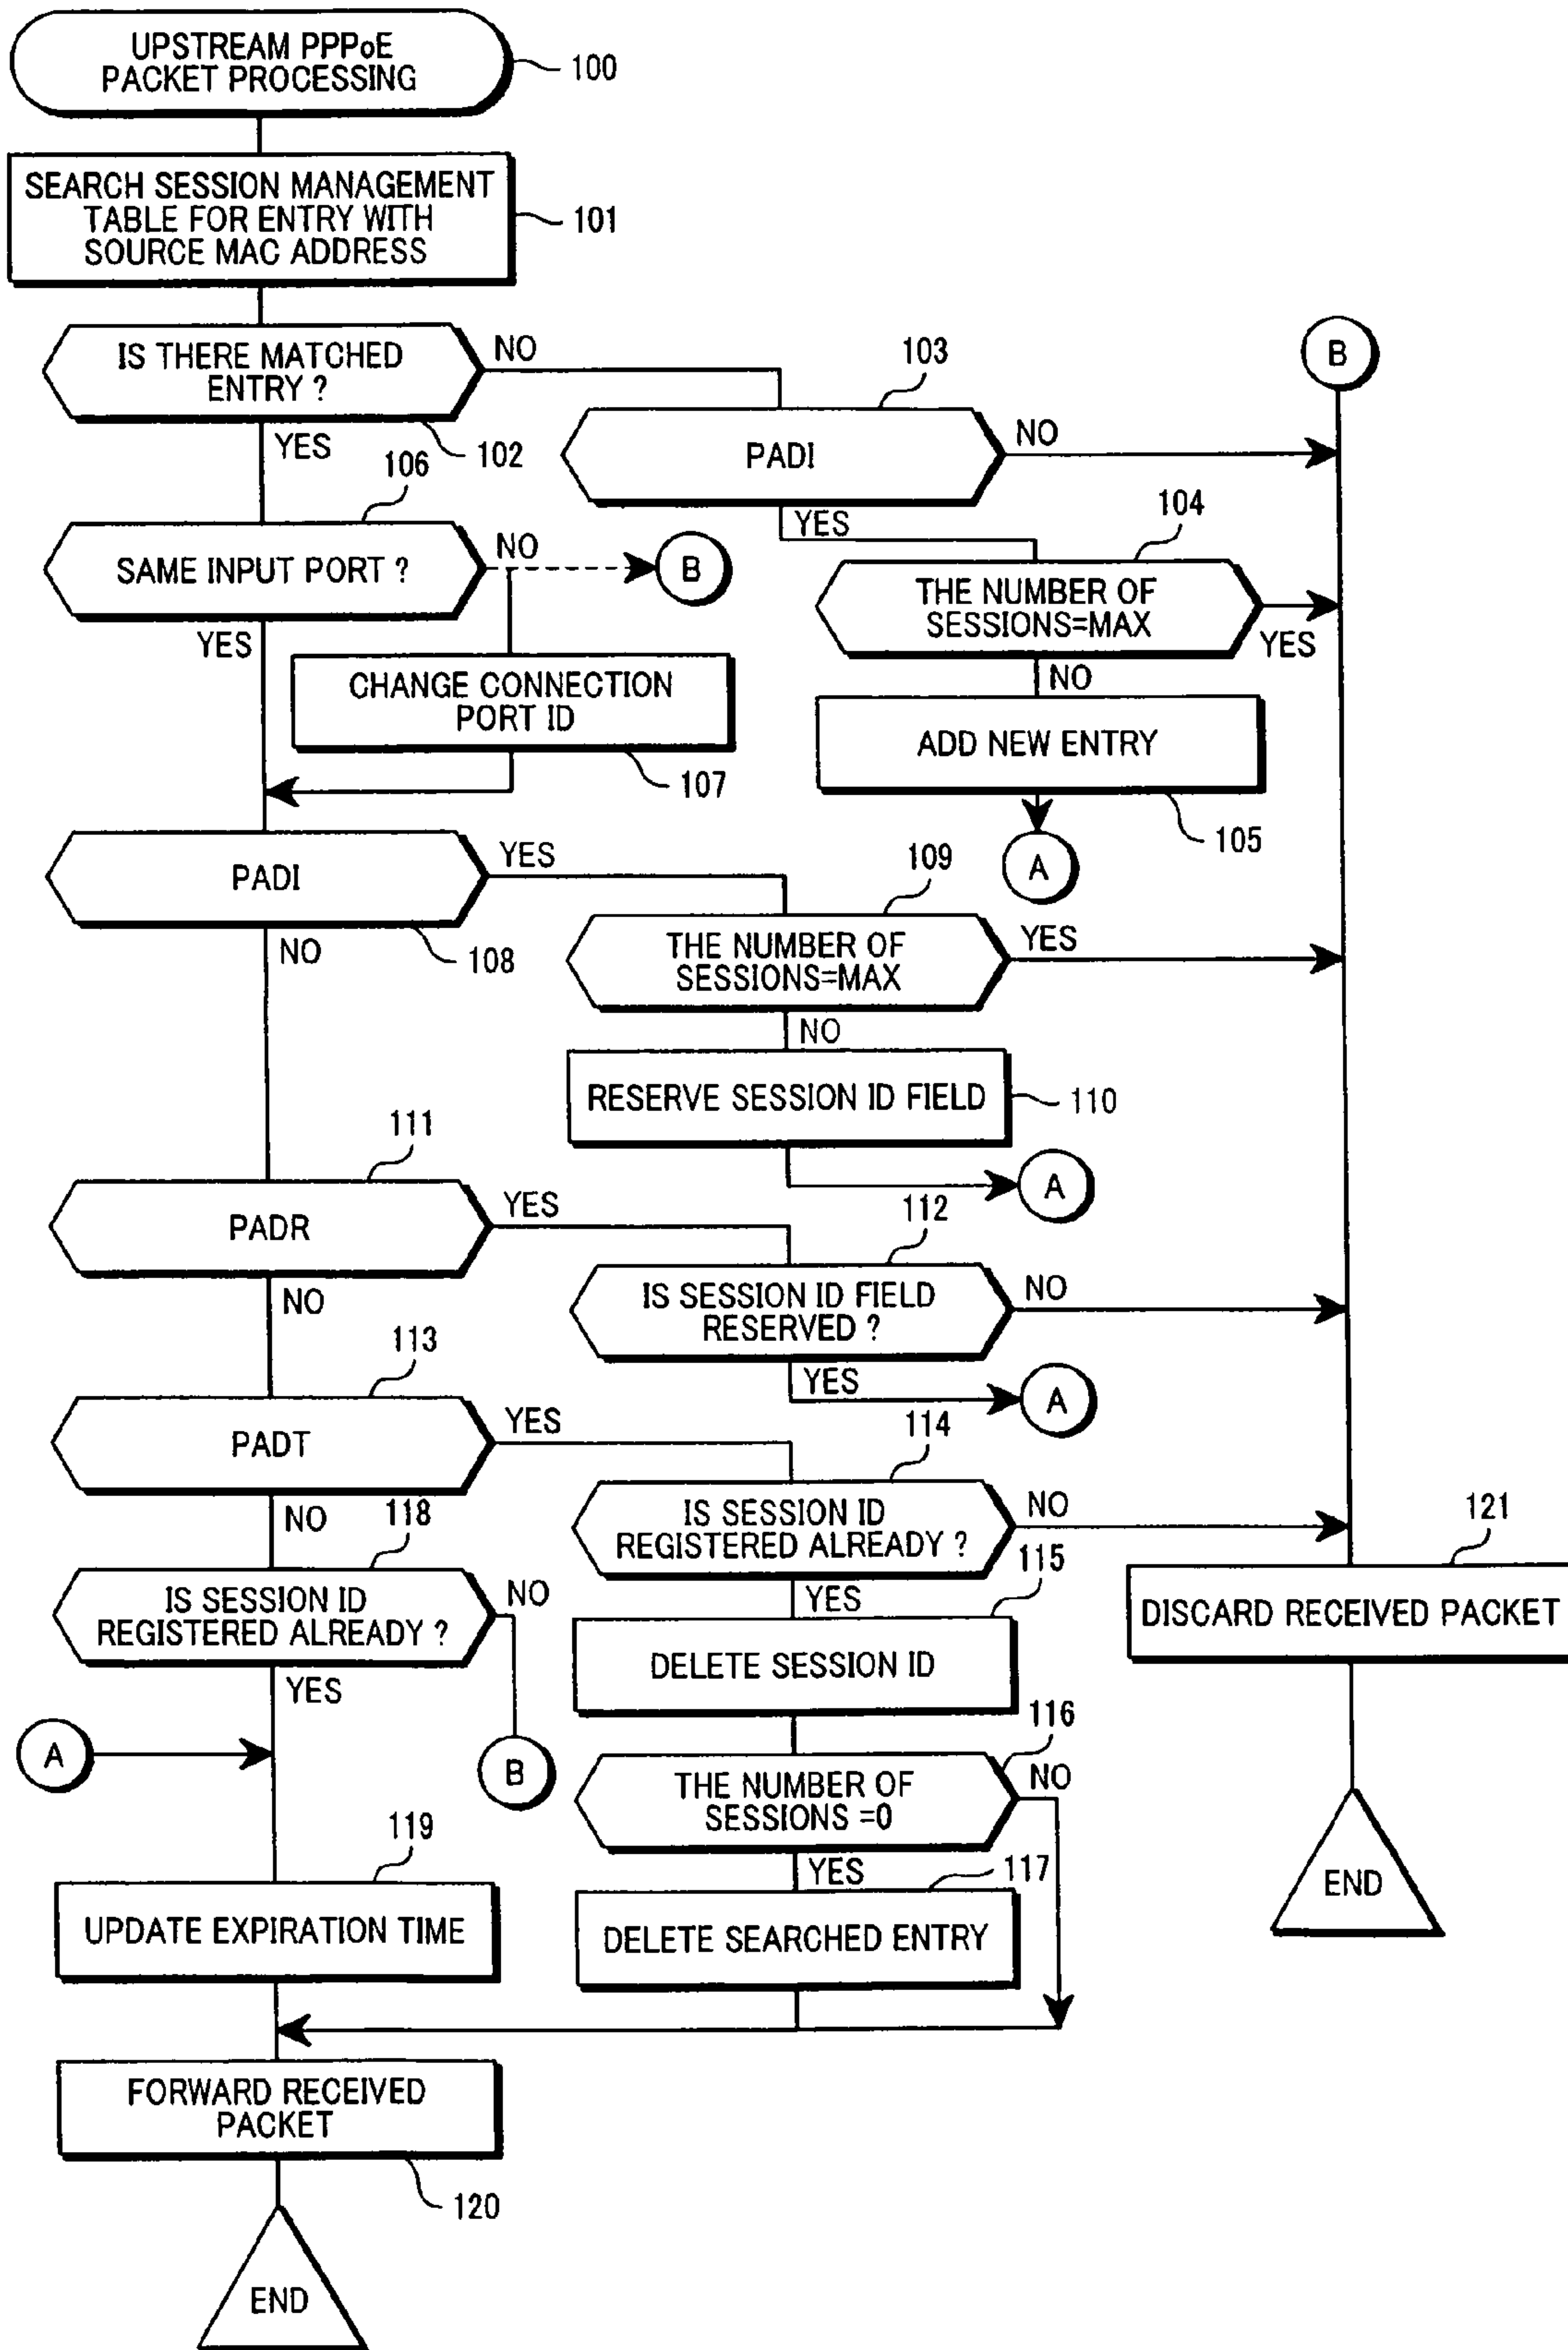 UPSTREAM PPPoE
PACKET PROCESSING
100
SEARCH SESSION MANAGEMENT
TABLE FOR ENTRY WITH
SOURCE MAC ADDRESS
101
IS THERE MATCHED
ENTRY ?
NO
YES
102
103
PADI
NO
YES
B
104
THE NUMBER OF
SESSIONS=MAX
YES
NO
ADD NEW ENTRY
105
A
106
SAME INPUT PORT ?
NO
B
YES
CHANGE CONNECTION
PORT ID
107
PADI
YES
108
NO
109
THE NUMBER OF
SESSIONS=MAX
YES
NO
RESERVE SESSION ID FIELD
110
A
111
PADR
YES
NO
112
IS SESSION ID FIELD
RESERVED ?
NO
YES
A
113
PADT
YES
NO
114
IS SESSION ID
REGISTERED ALREADY ?
NO
YES
115
DELETE SESSION ID
116
THE NUMBER OF
SESSIONS =0
NO
YES
117
DELETE SEARCHED ENTRY
118
IS SESSION ID
REGISTERED ALREADY ?
NO
YES
B
A
119
UPDATE EXPIRATION TIME
FORWARD RECEIVED
PACKET
120
END
121
DISCARD RECEIVED PACKET
END